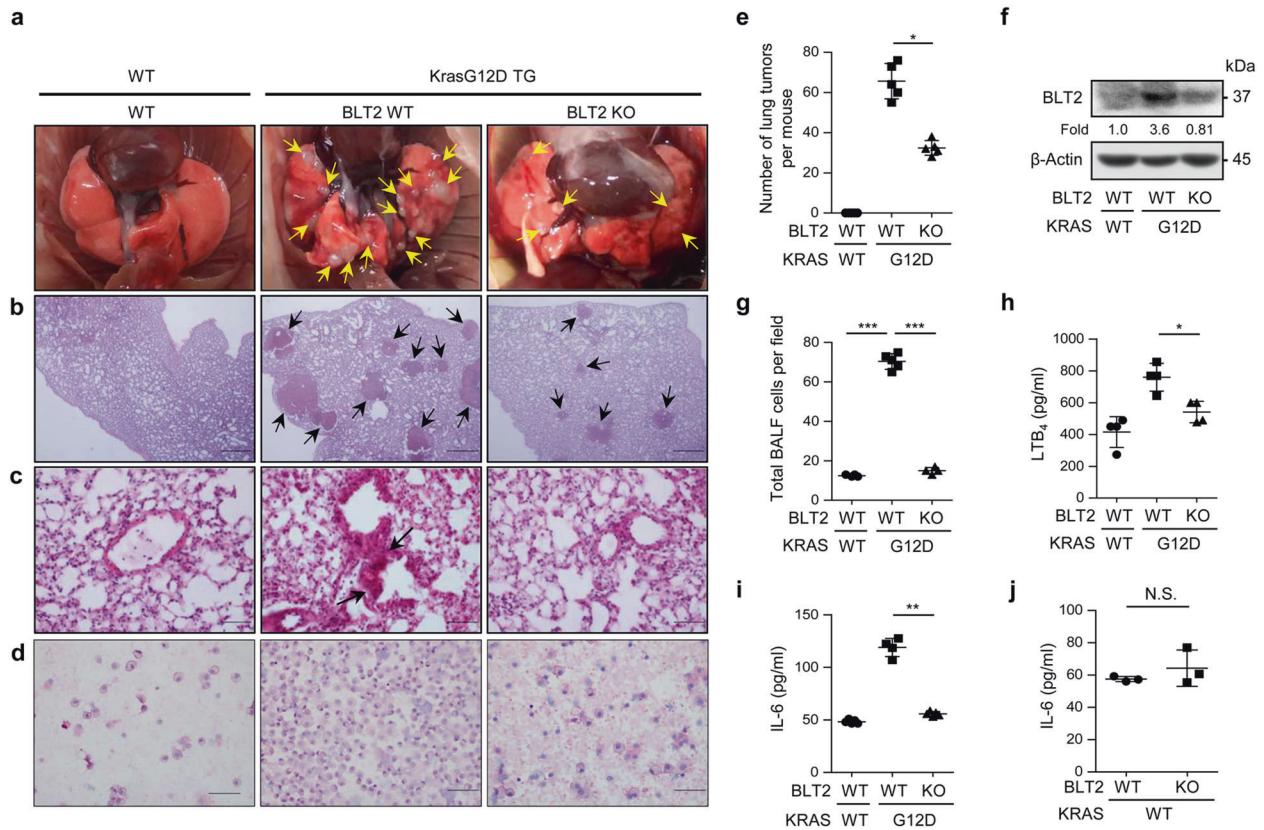 a
WT
KrasG12D TG
WT
BLT2 WT
BLT2 KO
b
c
d
e
Number of lung tumors
per mouse
80
60
40
20
0
*
BLT2 WT WT KO
KRAS WT G12D
f
kDa
BLT2
37
Fold 1.0 3.6 0.81
β-Actin
45
BLT2 WT WT KO
KRAS WT G12D
g
Total BALF cells per field
80
60
40
20
0
*** ***
BLT2 WT WT KO
KRAS WT G12D
h
LTB4 (pg/ml)
1000
800
600
400
200
0
*
BLT2 WT WT KO
KRAS WT G12D
i
IL-6 (pg/ml)
150
100
50
0
**
BLT2 WT WT KO
KRAS WT G12D
j
IL-6 (pg/ml)
100
80
60
40
20
0
N.S.
BLT2 WT KO
KRAS WT